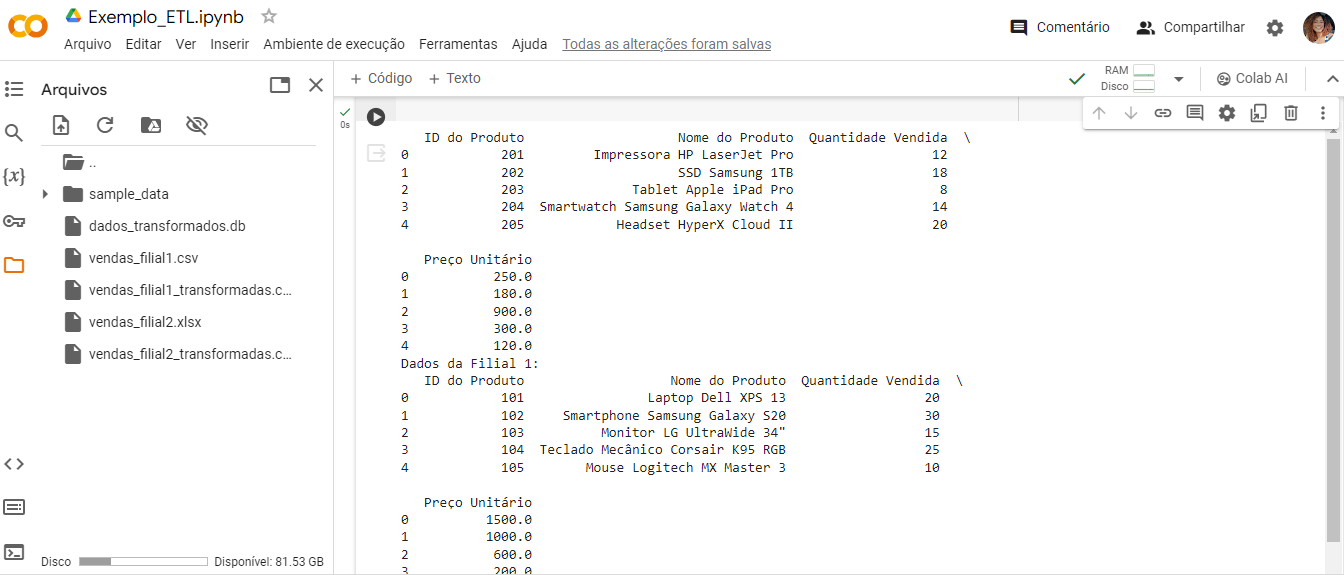 Exemplo_ETL.ipynb
Arquivo Editar Ver Inserir Ambiente de execução Ferramentas Ajuda Todas as alterações foram salvas
Comentário Compartilhar
Arquivos
..
sample_data
dados_transformados.db
vendas_filial1.csv
vendas_filial1_transformadas.c...
vendas_filial2.xlsx
vendas_filial2_transformadas.c...
Disco Disponível: 81.53 GB
+ Código + Texto
RAM
Disco
Colab AI
0s
ID do Produto Nome do Produto Quantidade Vendida \
0 201 Impressora HP LaserJet Pro 12
1 202 SSD Samsung 1TB 18
2 203 Tablet Apple iPad Pro 8
3 204 Smartwatch Samsung Galaxy Watch 4 14
4 205 Headset HyperX Cloud II 20
Preço Unitário
0 250.0
1 180.0
2 900.0
3 300.0
4 120.0
Dados da Filial 1:
ID do Produto Nome do Produto Quantidade Vendida \
0 101 Laptop Dell XPS 13 20
1 102 Smartphone Samsung Galaxy S20 30
2 103 Monitor LG UltraWide 34" 15
3 104 Teclado Mecânico Corsair K95 RGB 25
4 105 Mouse Logitech MX Master 3 10
Preço Unitário
0 1500.0
1 1000.0
2 600.0
3 200.0